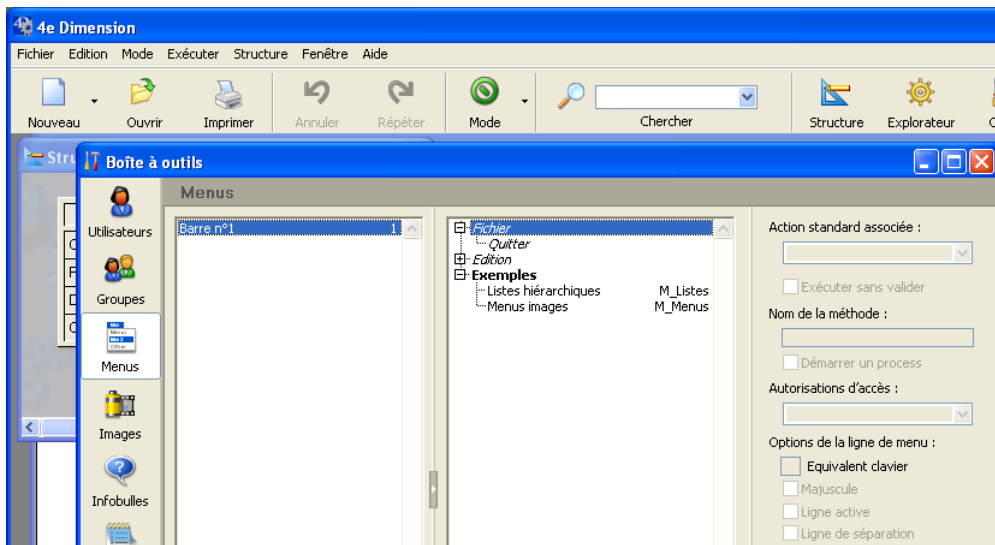 4e Dimension
Fichier Edition Mode Exécuter Structure Fenêtre Aide
Nouveau Ouvrir Imprimer Annuler Répéter Mode Chercher Structure Explorateur
Boîte à outils
Menus
Utilisateurs
Groupes
Menus
Images
Infobulles
Barre n°1 1
Fichier
Quitter
Edition
Exemples
Listes hiérarchiques M_Listes
Menus images M_Menus
Action standard associée :
Exécuter sans valider
Nom de la méthode :
Démarrer un process
Autorisations d'accès :
Options de la ligne de menu :
Equivalent clavier
Majuscule
Ligne active
Ligne de séparation